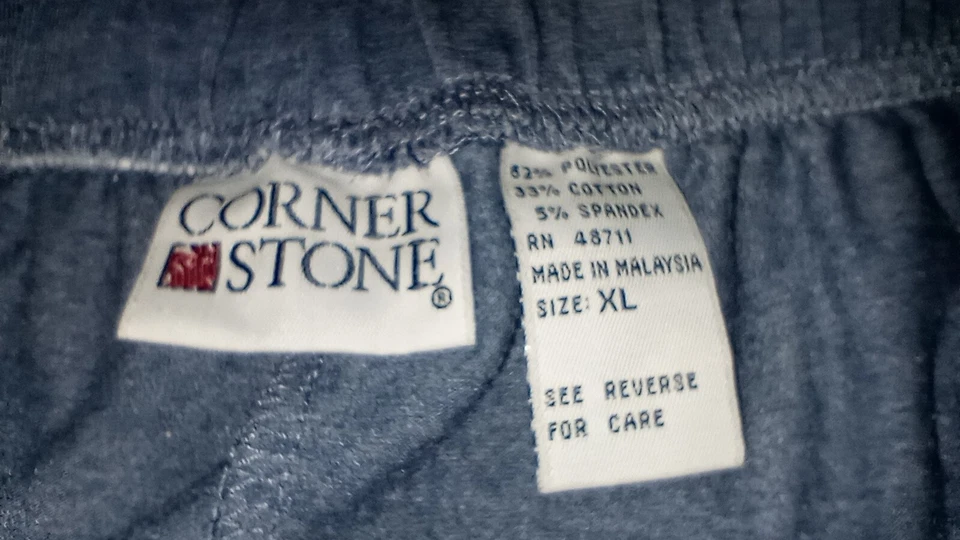 CORNER
STONE®
62% POLYESTER
33% COTTON
5% SPANDEX
RN 48711
MADE IN MALAYSIA
SIZE: XL
SEE REVERSE
FOR CARE